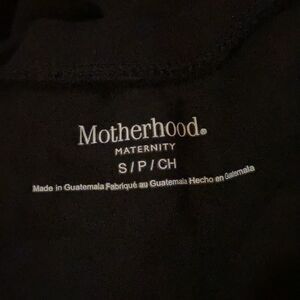 Motherhood®
MATERNITY
S / P / CH
Made in Guatemala Fabriqué au Guatemala Hecho en Guatemala